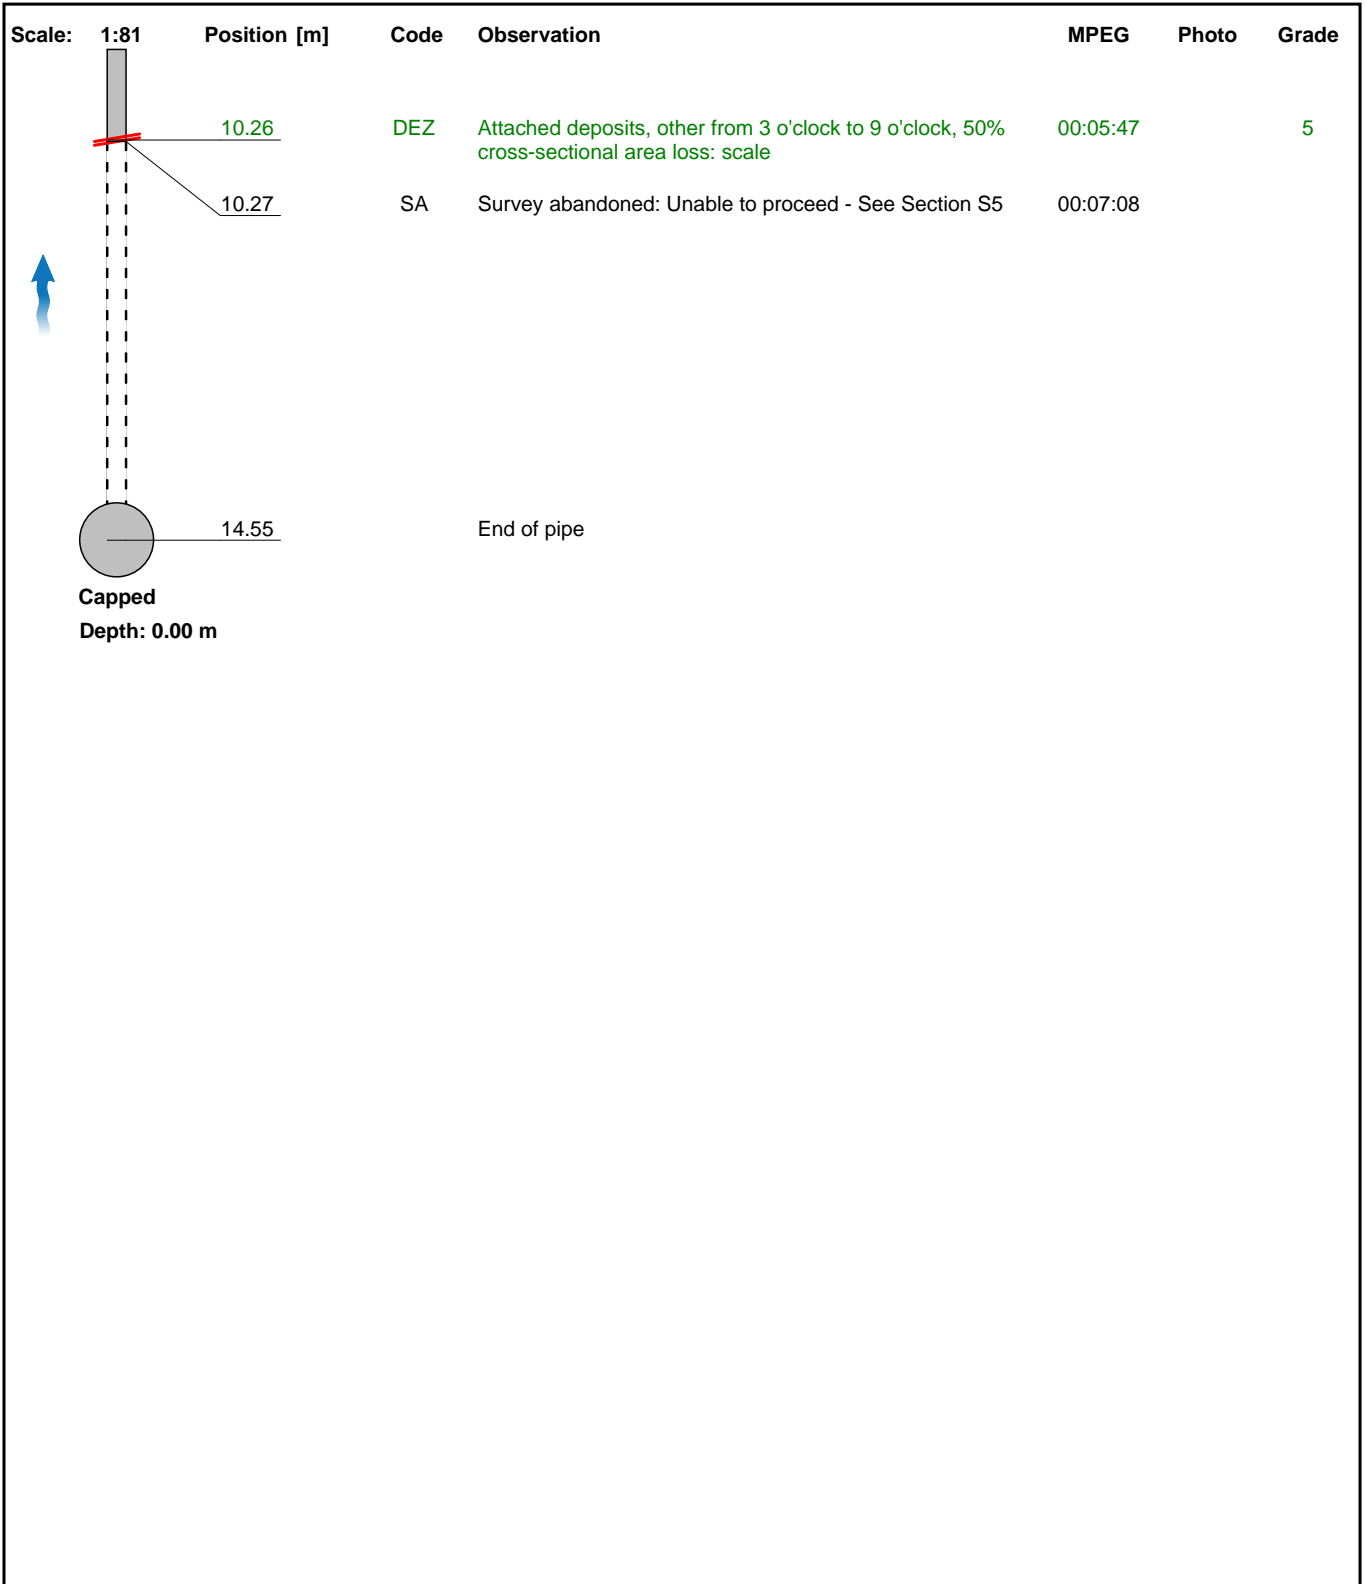 Scale: 1:81 Position [m] Code Observation MPEG Photo Grade
10.26 DEZ Attached deposits, other from 3 o'clock to 9 o'clock, 50% 00:05:47 5
cross-sectional area loss: scale
10.27 SA Survey abandoned: Unable to proceed - See Section S5 00:07:08
14.55 End of pipe
Capped
Depth: 0.00 m